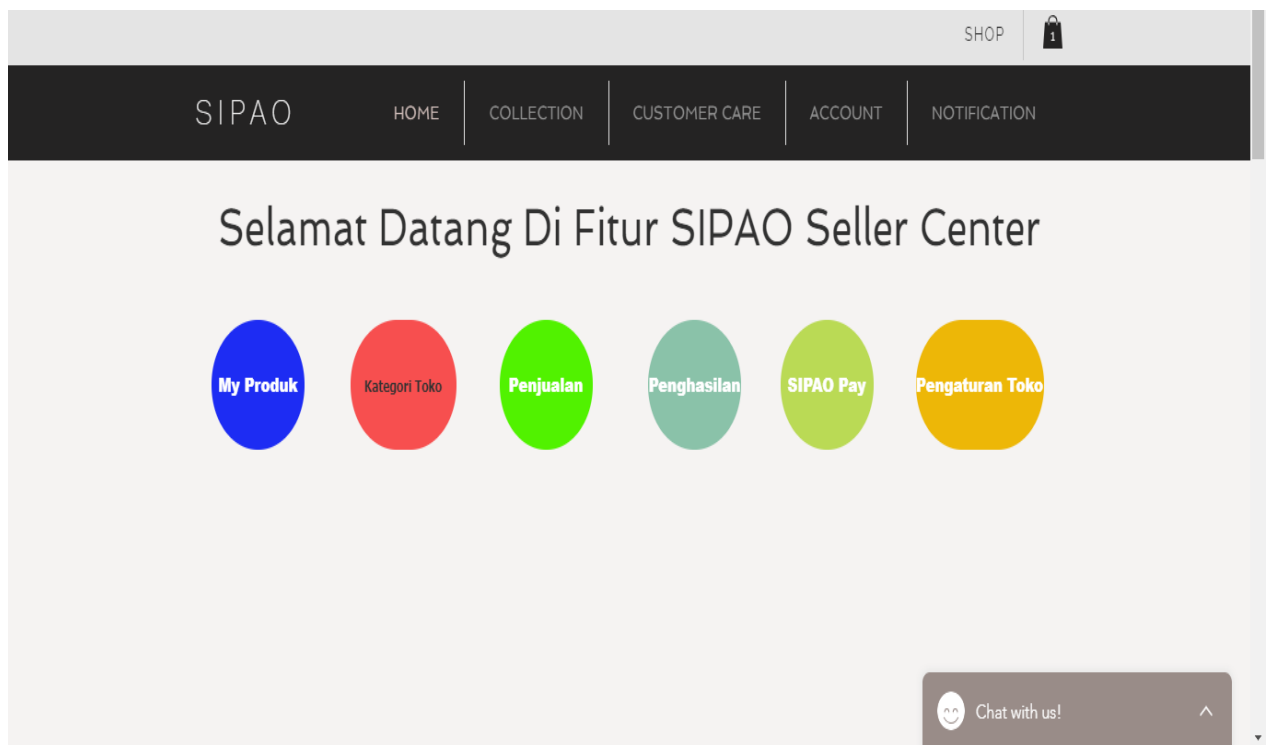 SHOP 1
SIPAO HOME COLLECTION CUSTOMER CARE ACCOUNT NOTIFICATION
Selamat Datang Di Fitur SIPAO Seller Center
My Produk Kategori Toko Penjualan Penghasilan SIPAO Pay Pengaturan Toko
Chat with us!